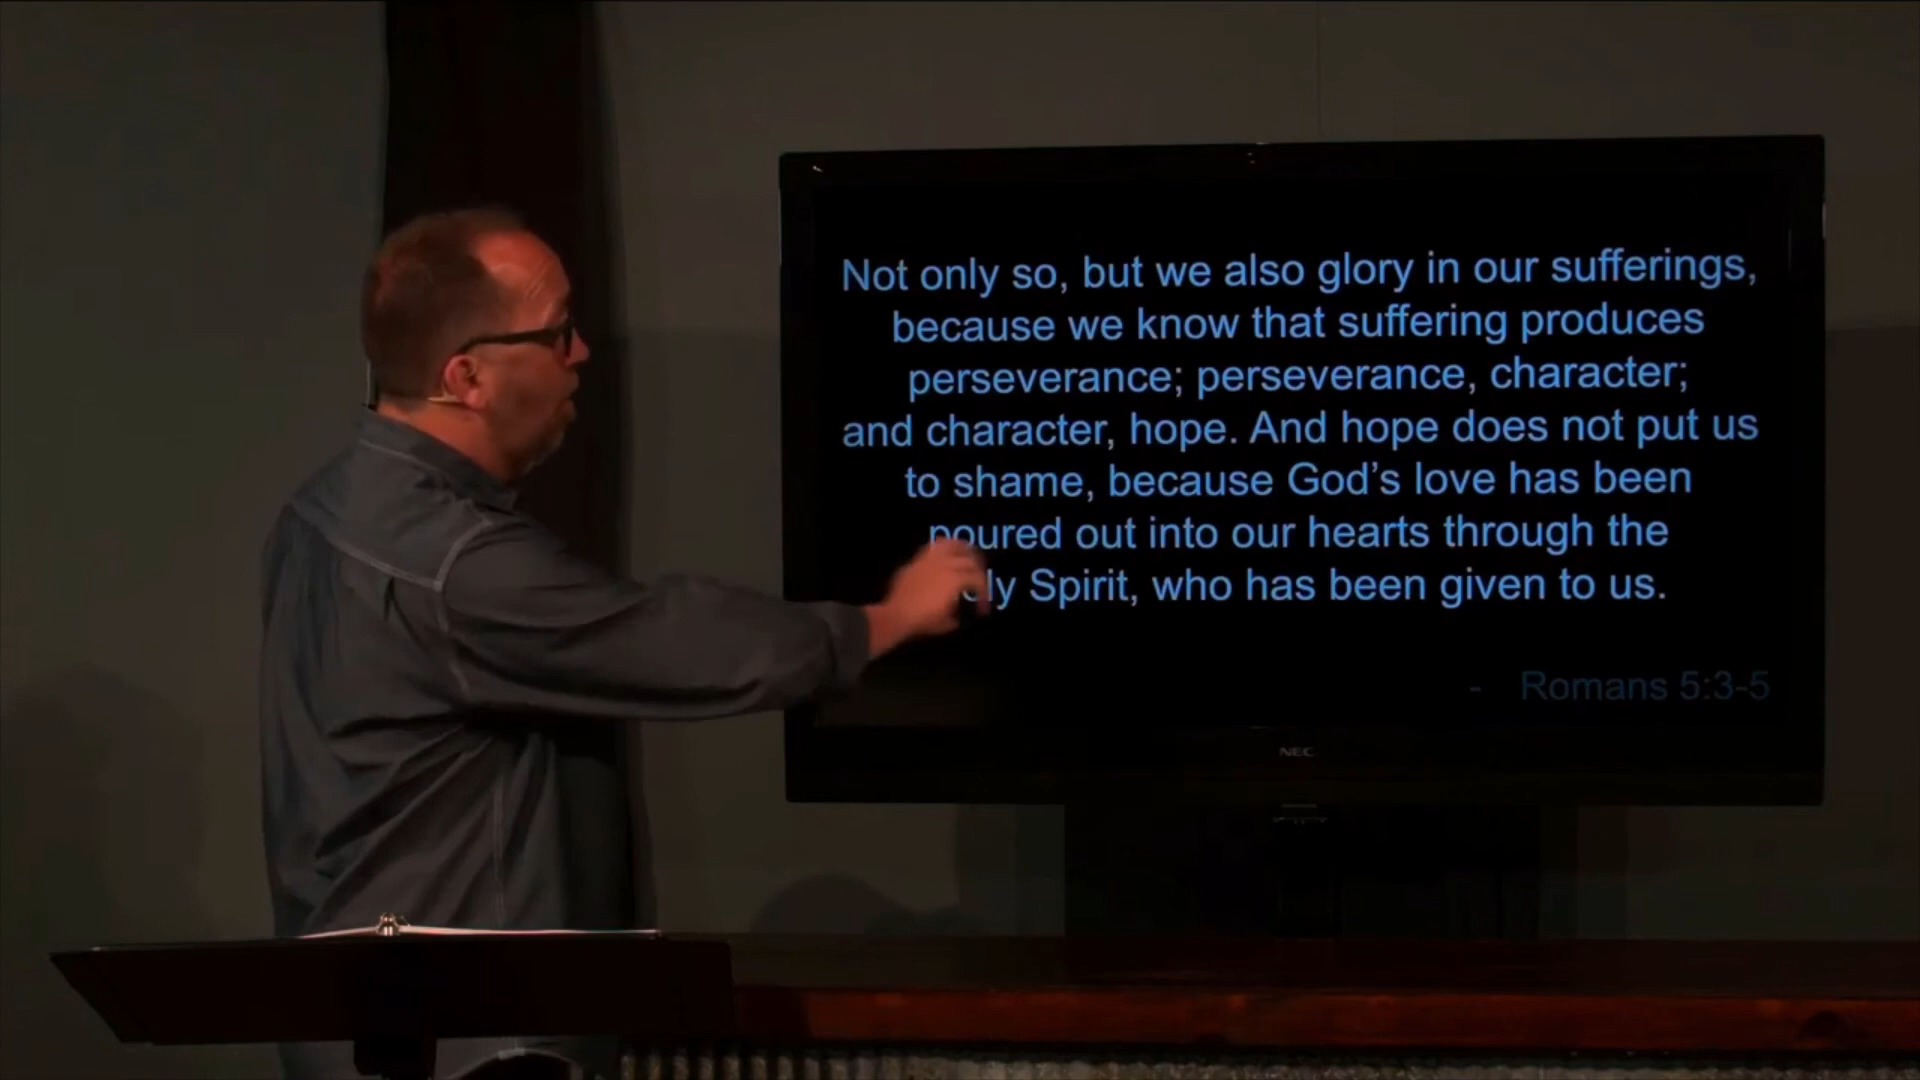 Not only so, but we also glory in our sufferings,
because we know that suffering produces
perseverance; perseverance, character;
and character, hope. And hope does not put us
to shame, because God's love has been
poured out into our hearts through the
Spirit, who has been given to us.
- Romans 5:3-5
NEC